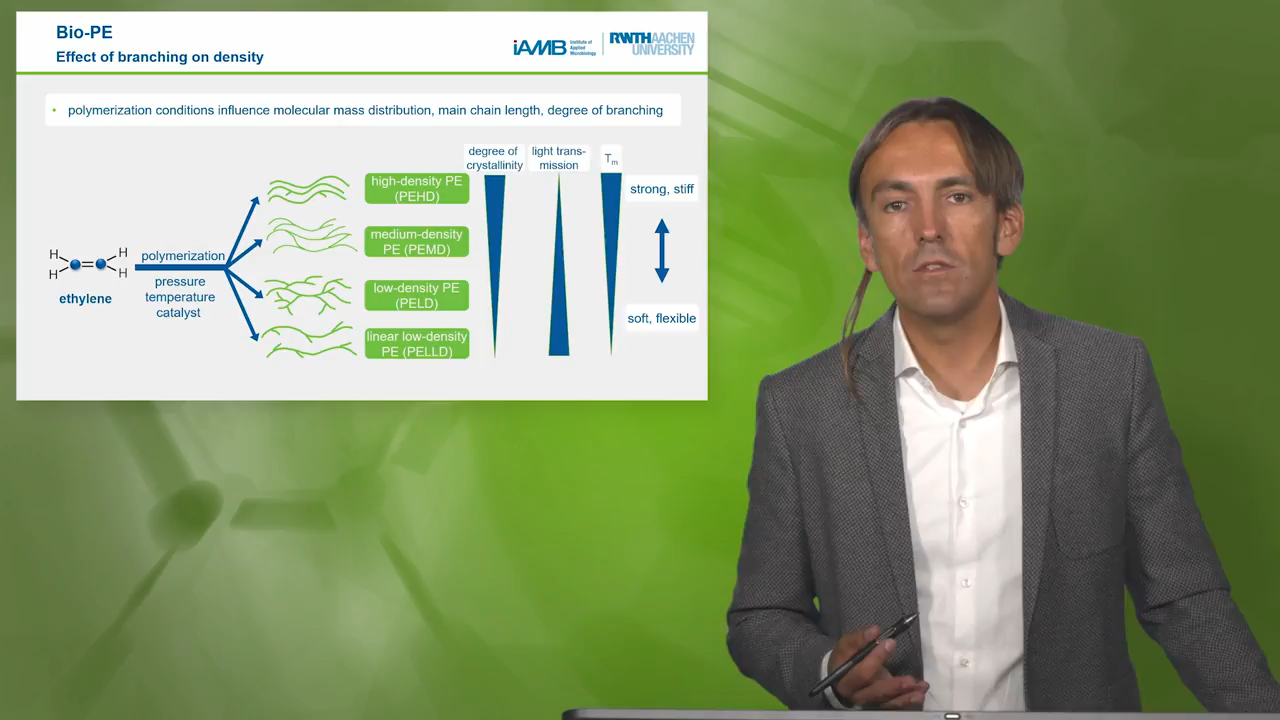 Bio-PE
Effect of branching on density
iAMB
Institute of
Applied
Microbiology
RWTHAACHEN
UNIVERSITY
• polymerization conditions influence molecular mass distribution, main chain length, degree of branching
degree of
crystallinity
light trans-
mission
Tm
high-density PE
(PEHD)
strong, stiff
medium-density
PE (PEMD)
H
H
H
H
ethylene
polymerization
pressure
temperature
catalyst
low-density PE
(PELD)
soft, flexible
linear low-density
PE (PELLD)